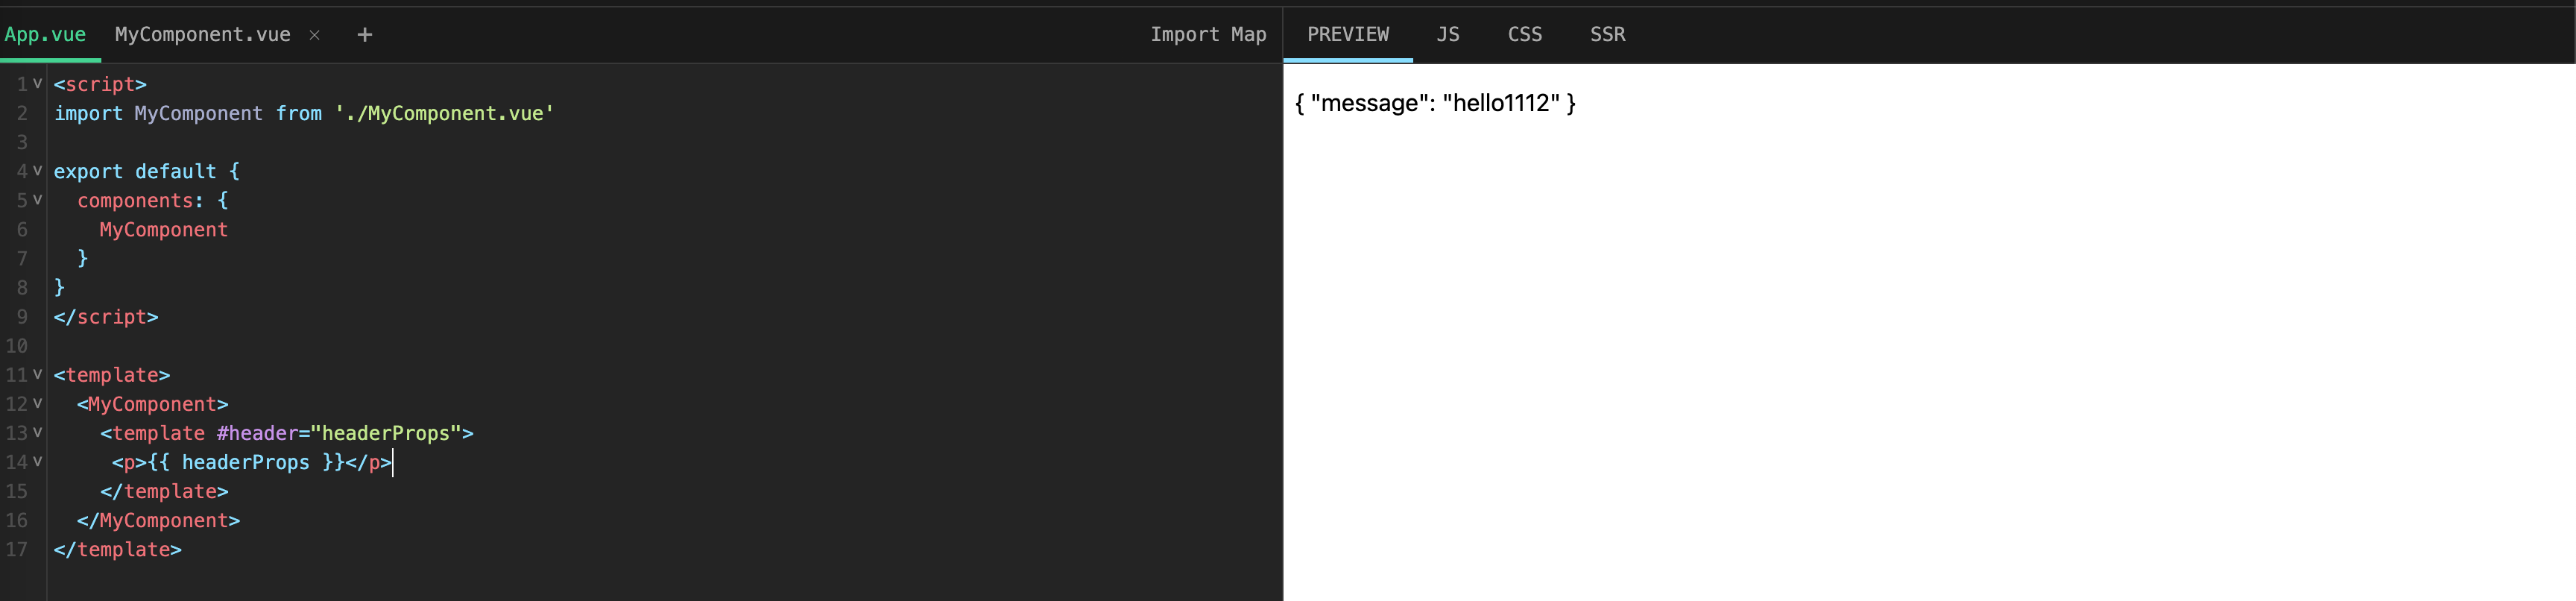 App.vue MyComponent.vue × + Import Map PREVIEW JS CSS SSR
1 <script>
2 import MyComponent from './MyComponent.vue'
3
4 export default {
5   components: {
6     MyComponent
7   }
8 }
9 </script>
10
11 <template>
12   <MyComponent>
13     <template #header="headerProps">
14      <p>{{ headerProps }}</p>
15     </template>
16   </MyComponent>
17 </template>
{ "message": "hello1112" }